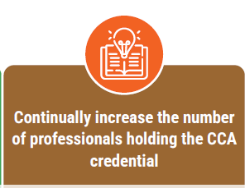 Continually increase the number
of professionals holding the CCA
credential